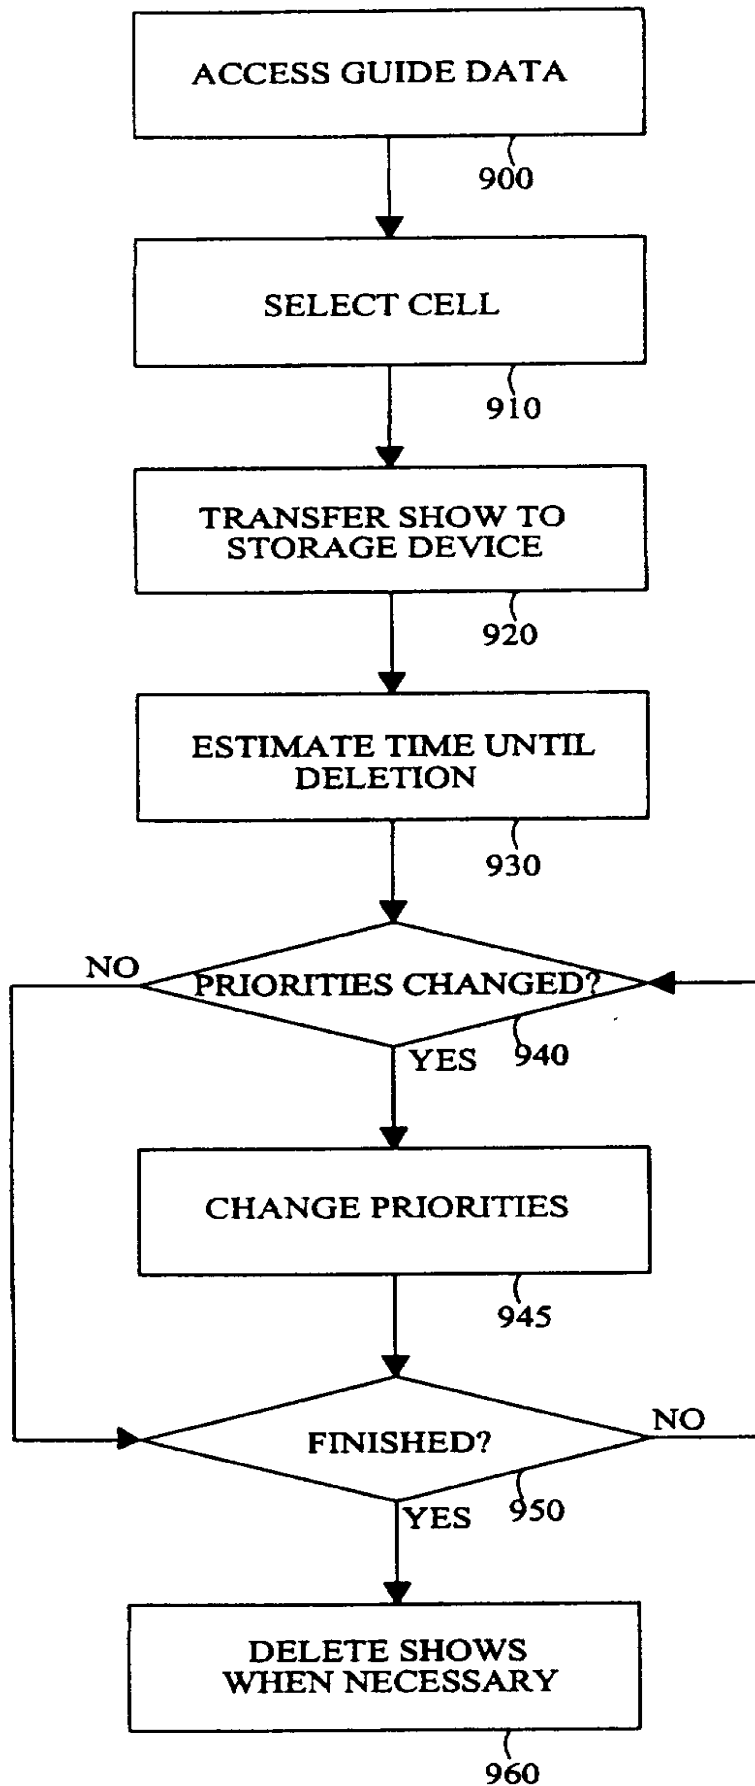 ACCESS GUIDE DATA
900
SELECT CELL
910
TRANSFER SHOW TO
STORAGE DEVICE
920
ESTIMATE TIME UNTIL
DELETION
930
NO
PRIORITIES CHANGED?
YES
940
CHANGE PRIORITIES
945
NO
FINISHED?
YES
950
DELETE SHOWS
WHEN NECESSARY
960